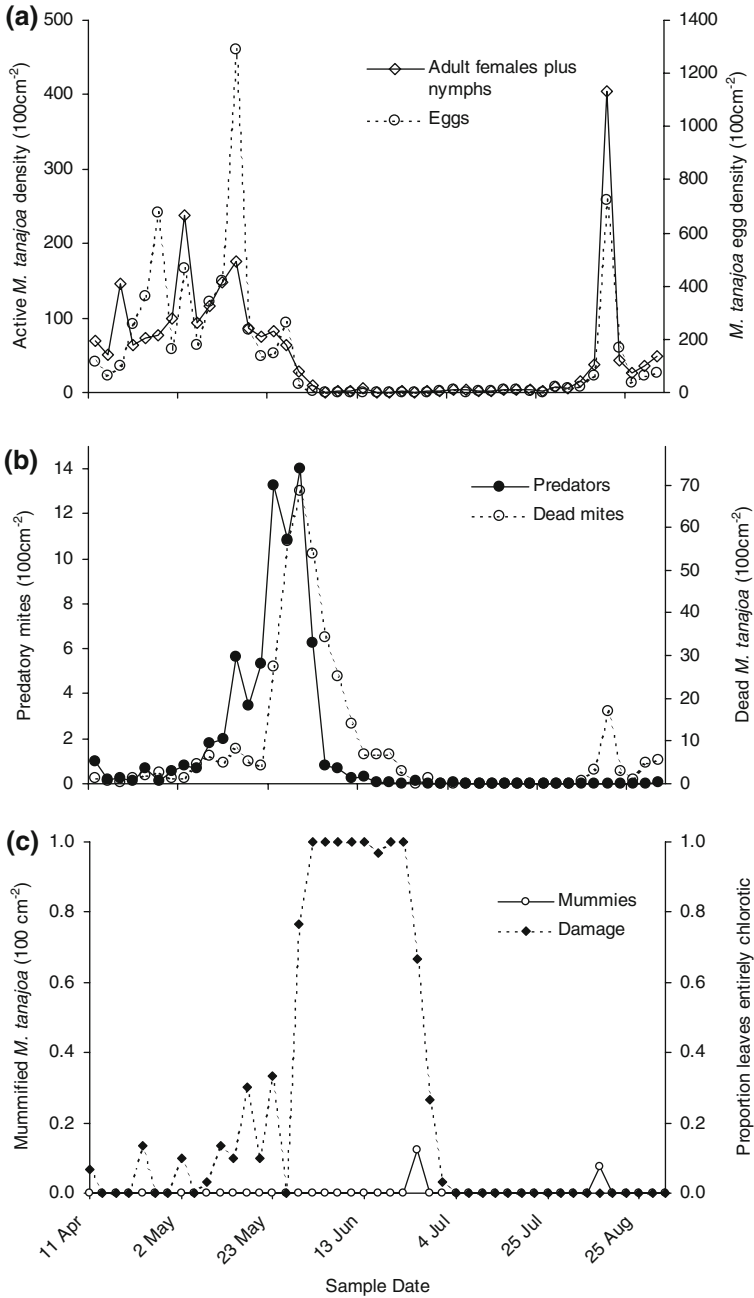 (a)
500
400
300
200
100
0
Active M. tanajoa density (100cm-2)
Adult females plus
nymphs
Eggs
1400
1200
1000
800
600
400
200
0
M. tanajoa egg density (100cm-2)
(b)
14
12
10
8
6
4
2
0
Predatory mites (100cm-2)
Predators
Dead mites
70
60
50
40
30
20
10
0
Dead M. tanajoa (100cm-2)
(c)
1.0
0.8
0.6
0.4
0.2
0.0
Mummified M. tanajoa (100 cm-2)
Mummies
Damage
1.0
0.8
0.6
0.4
0.2
0.0
Proportion leaves entirely chlorotic
11 Apr
2 May
23 May
13 Jun
4 Jul
25 Jul
25 Aug
Sample Date